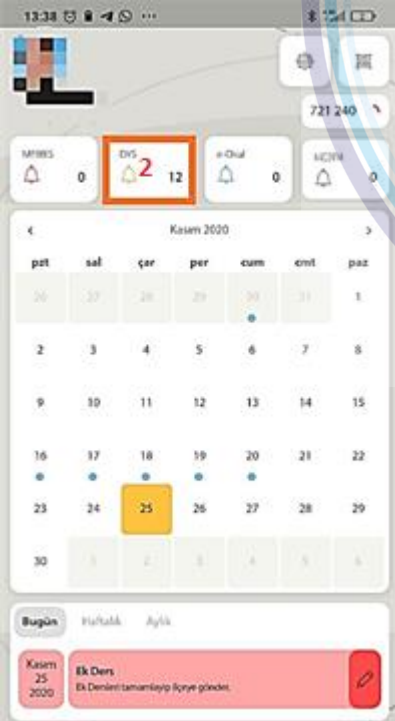 13:38
721 240
MEBBİS
DYS
e-Okul
0
2
12
0
0
Kasım 2020
pzt sal çar per cum cmt paz
26 27 28 29 30 31 1
2 3 4 5 6 7 8
9 10 11 12 13 14 15
16 17 18 19 20 21 22
23 24 25 26 27 28 29
30 1 2 3 4 5 6
Bugün Haftalık Aylık
Kasım
25
2020
Ek Ders
Ek Dersleri tamamlayıp ilçeye gönder.